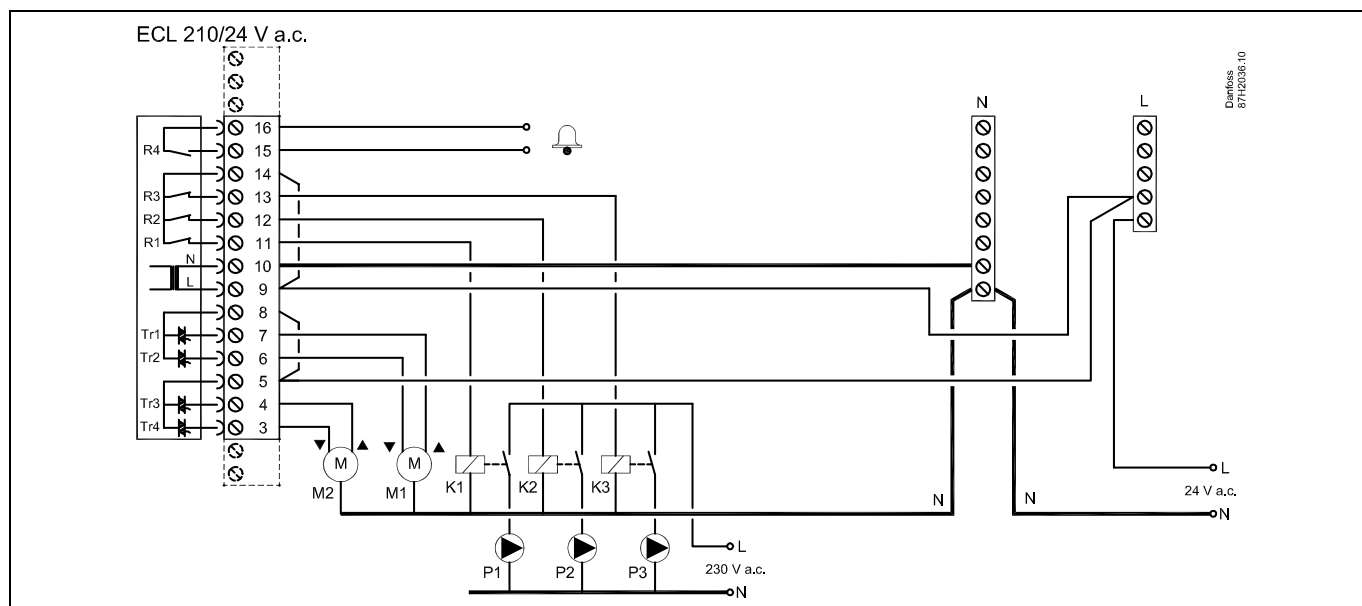 ECL 210/24 V a.c.
Danfoss
87H2036.10
N
L
16
R4
15
14
R3
13
R2
12
R1
11
N
10
L
9
8
Tr1
7
Tr2
6
5
Tr3
4
Tr4
3
M
M
M2
M1
K1
K2
K3
L
24 V a.c.
N
N
N
P1
P2
P3
L
230 V a.c.
N